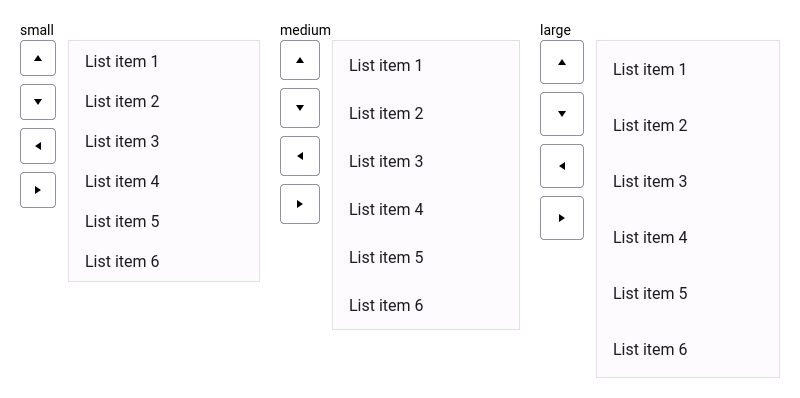 small
List item 1
List item 2
List item 3
List item 4
List item 5
List item 6
medium
List item 1
List item 2
List item 3
List item 4
List item 5
List item 6
large
List item 1
List item 2
List item 3
List item 4
List item 5
List item 6